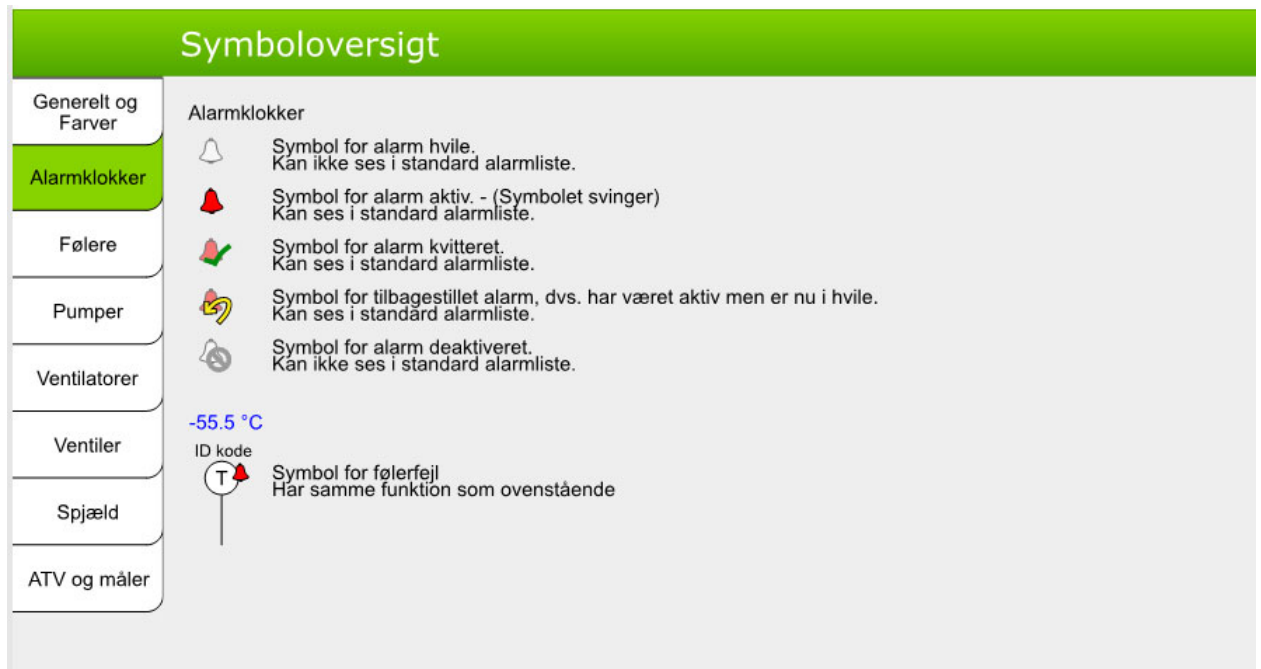 Symboloversigt
Generelt og
Farver
Alarmklokker
Følere
Pumper
Ventilatorer
Ventiler
Spjæld
ATV og måler
Alarmklokker
Symbol for alarm hvile.
Kan ikke ses i standard alarmliste.
Symbol for alarm aktiv. - (Symbolet svinger)
Kan ses i standard alarmliste.
Symbol for alarm kvitteret.
Kan ses i standard alarmliste.
Symbol for tilbagestillet alarm, dvs. har været aktiv men er nu i hvile.
Kan ses i standard alarmliste.
Symbol for alarm deaktiveret.
Kan ikke ses i standard alarmliste.
-55.5 °C
ID kode
T
Symbol for følerfejl
Har samme funktion som ovenstående